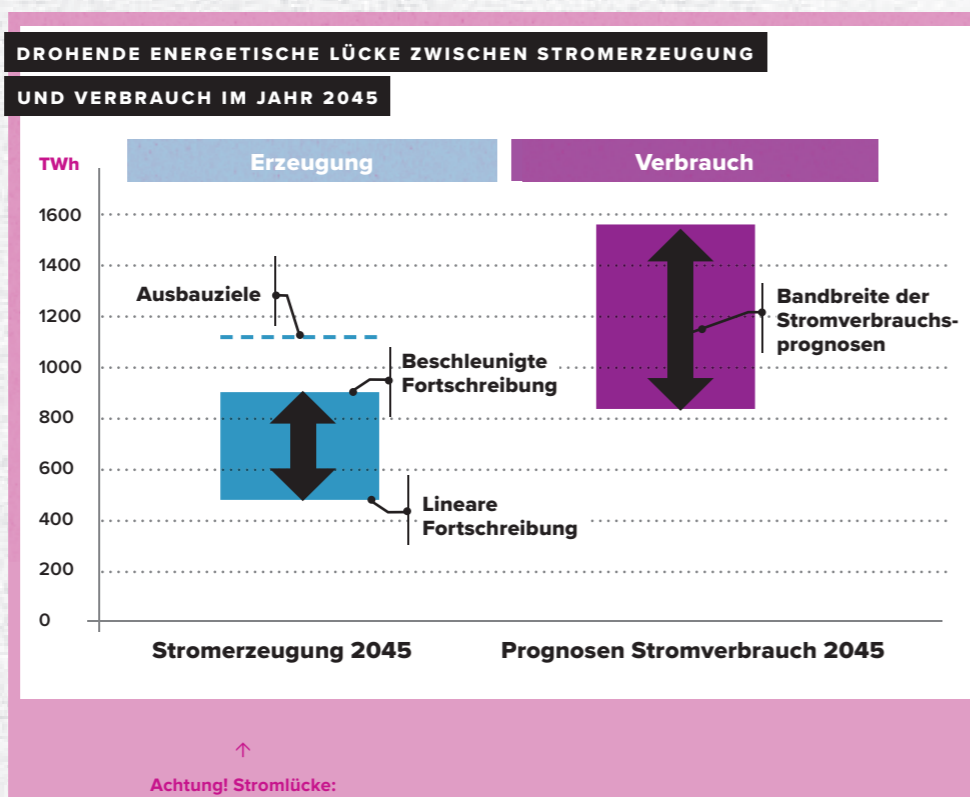 DROHENDE ENERGETISCHE LÜCKE ZWISCHEN STROMERZEUGUNG
UND VERBRAUCH IM JAHR 2045
TWh
Erzeugung
Verbrauch
1600
1400
1200
1000
800
600
400
200
0
Ausbauziele
Beschleunigte
Fortschreibung
Lineare
Fortschreibung
Bandbreite der
Stromverbrauchs-
prognosen
Stromerzeugung 2045
Prognosen Stromverbrauch 2045
↑
Achtung! Stromlücke: